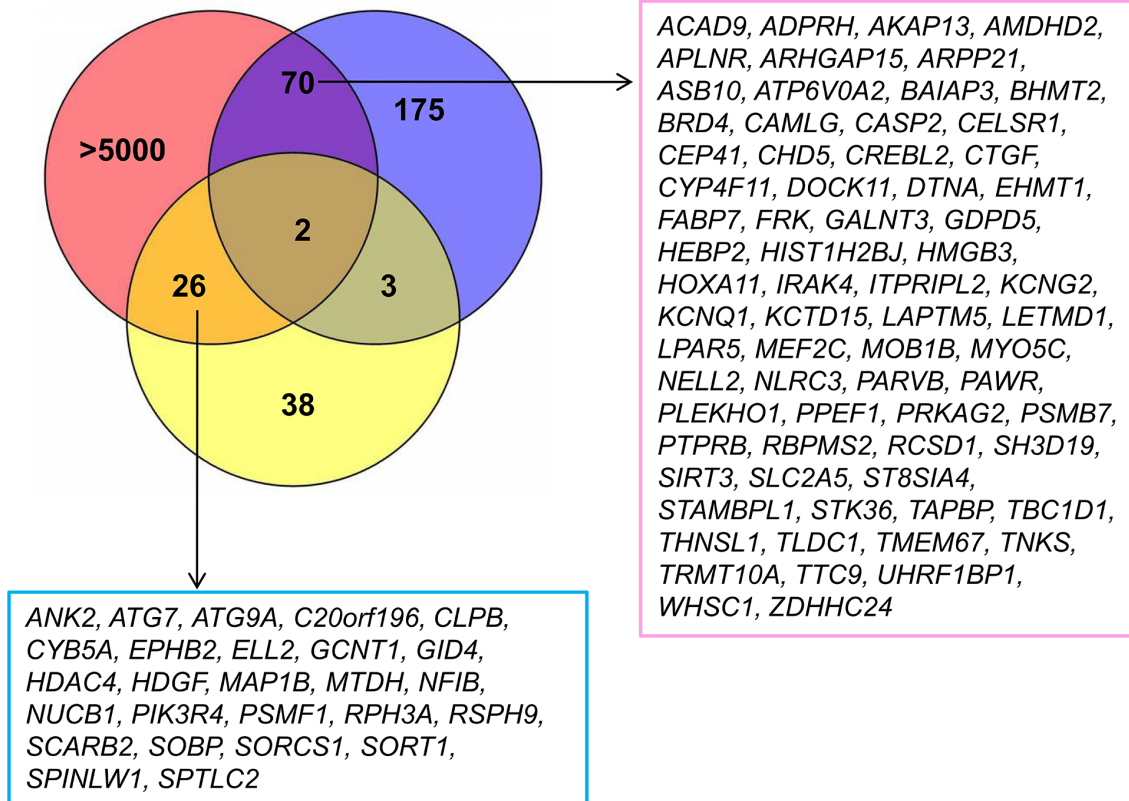 70
175
>5000
2
26
3
38
ACAD9, ADPRH, AKAP13, AMDHD2,
APLNR, ARHGAP15, ARPP21,
ASB10, ATP6V0A2, BAIAP3, BHMT2,
BRD4, CAMLG, CASP2, CELSR1,
CEP41, CHD5, CREBL2, CTGF,
CYP4F11, DOCK11, DTNA, EHMT1,
FABP7, FRK, GALNT3, GDPD5,
HEBP2, HIST1H2BJ, HMGB3,
HOXA11, IRAK4, ITPRIPL2, KCNG2,
KCNQ1, KCTD15, LAPTM5, LETMD1,
LPAR5, MEF2C, MOB1B, MYO5C,
NELL2, NLRC3, PARVB, PAWR,
PLEKHO1, PPEF1, PRKAG2, PSMB7,
PTPRB, RBPMS2, RCSD1, SH3D19,
SIRT3, SLC2A5, ST8SIA4,
STAMBPL1, STK36, TAPBP, TBC1D1,
THNSL1, TLDC1, TMEM67, TNKS,
TRMT10A, TTC9, UHRF1BP1,
WHSC1, ZDHHC24
ANK2, ATG7, ATG9A, C20orf196, CLPB,
CYB5A, EPHB2, ELL2, GCNT1, GID4,
HDAC4, HDGF, MAP1B, MTDH, NFIB,
NUCB1, PIK3R4, PSMF1, RPH3A, RSPH9,
SCARB2, SOBP, SORCS1, SORT1,
SPINLW1, SPTLC2